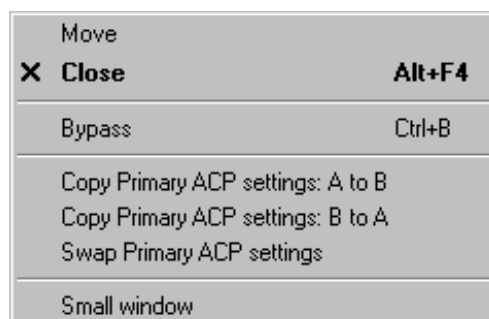 Move
Close Alt+F4
Bypass Ctrl+B
Copy Primary ACP settings: A to B
Copy Primary ACP settings: B to A
Swap Primary ACP settings
Small window